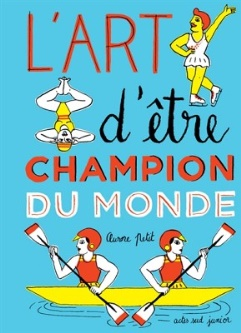 L'ART
d'être
CHAMPION
DU MONDE
Aurore Petit
actes sud junior